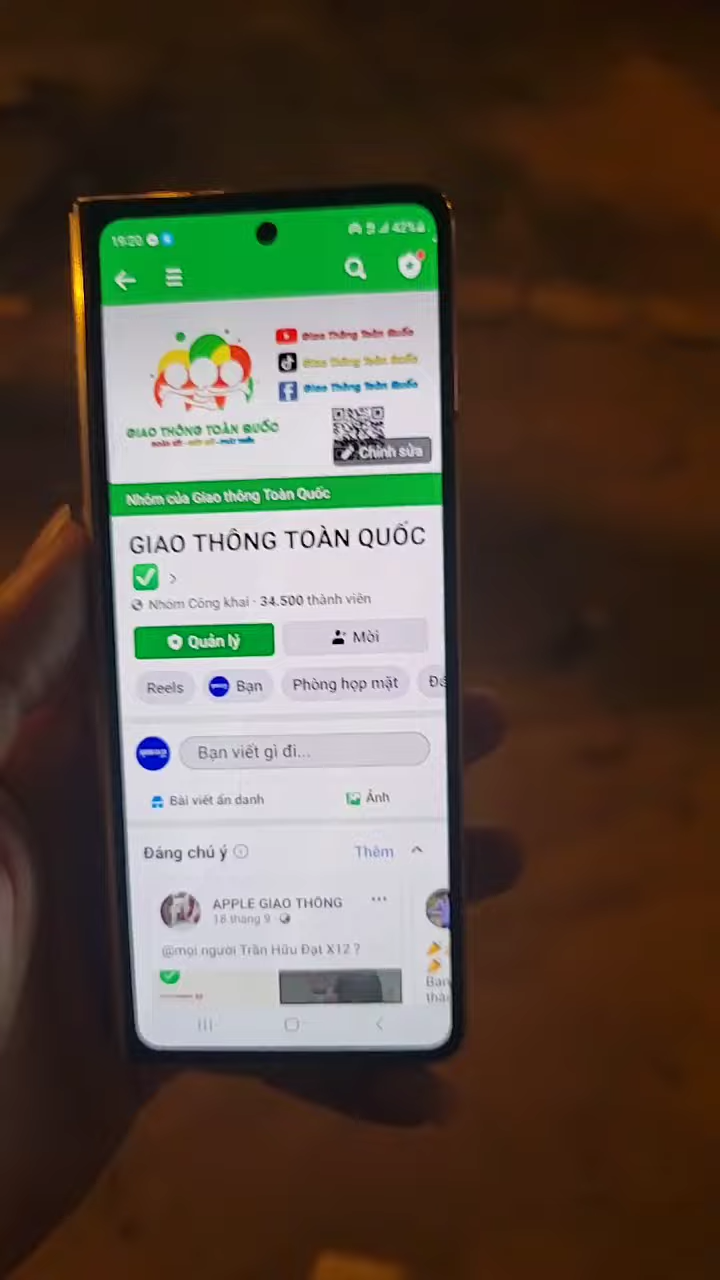 19:20
42%
Giao Thông Toàn Quốc
Giao Thông Toàn Quốc
Giao Thông Toàn Quốc
GIAO THÔNG TOÀN QUỐC
Chỉnh sửa
Nhóm của Giao thông Toàn Quốc
GIAO THÔNG TOÀN QUỐC
Nhóm Công khai · 34.500 thành viên
Quản lý
Mời
Reels
Bạn
Phòng họp mặt
Bạn viết gì đi...
Bài viết ẩn danh
Ảnh
Đáng chú ý
Thêm
APPLE GIAO THÔNG
18 tháng 9
@mọi người Trần Hữu Đạt X12 ?